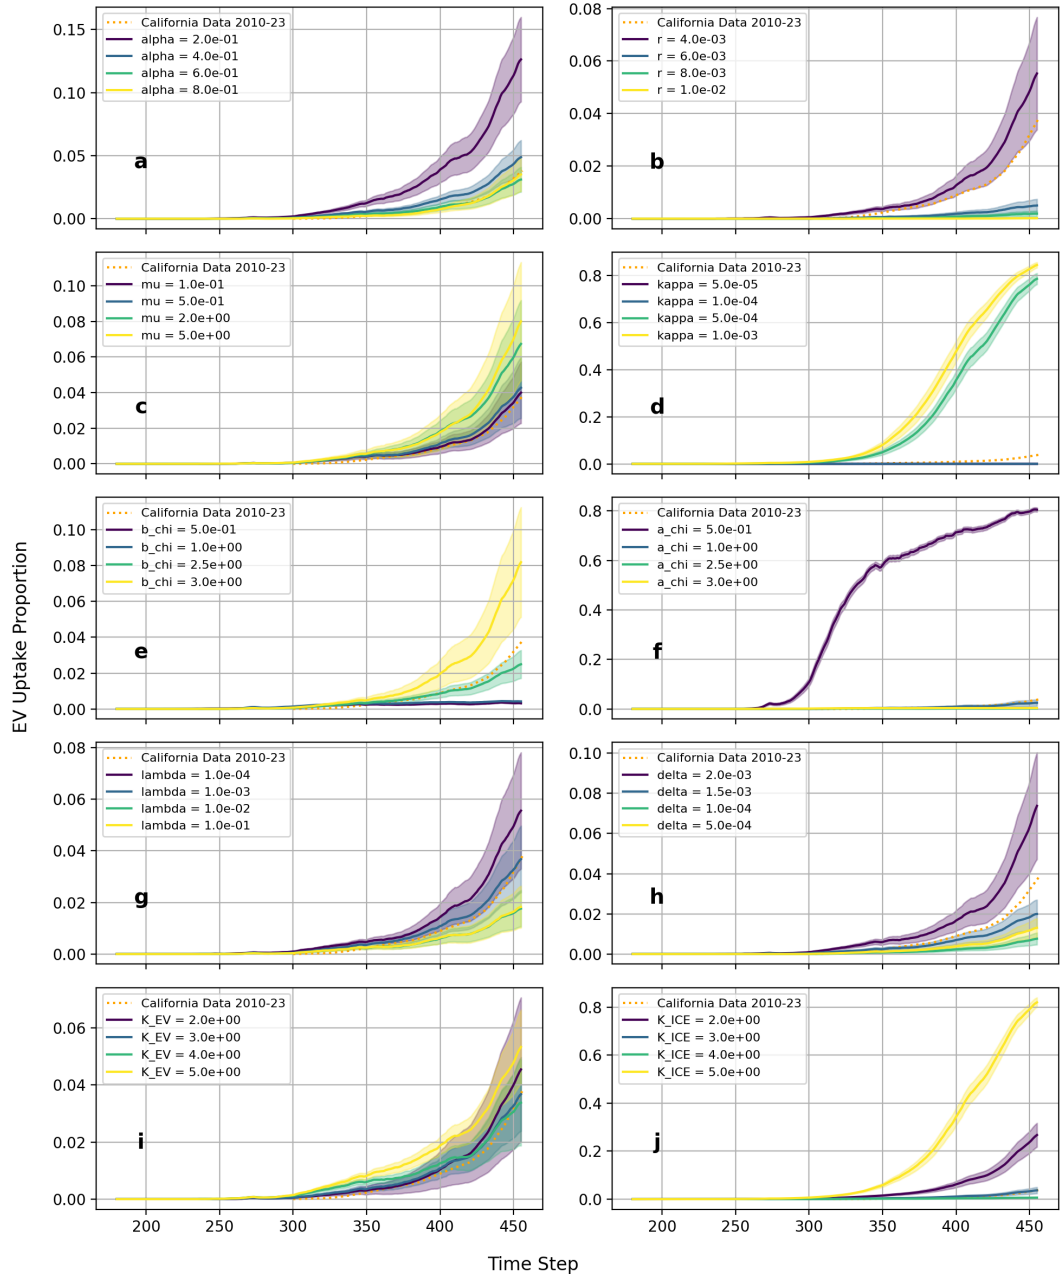 California Data 2010-23
alpha = 2.0e-01
alpha = 4.0e-01
alpha = 6.0e-01
alpha = 8.0e-01
0.15
0.10
0.05
0.00
a
California Data 2010-23
r = 4.0e-03
r = 6.0e-03
r = 8.0e-03
r = 1.0e-02
0.08
0.06
0.04
0.02
0.00
b
California Data 2010-23
mu = 1.0e-01
mu = 5.0e-01
mu = 2.0e+00
mu = 5.0e+00
0.10
0.08
0.06
0.04
0.02
0.00
c
California Data 2010-23
kappa = 5.0e-05
kappa = 1.0e-04
kappa = 5.0e-04
kappa = 1.0e-03
0.8
0.6
0.4
0.2
0.0
d
California Data 2010-23
b_chi = 5.0e-01
b_chi = 1.0e+00
b_chi = 2.5e+00
b_chi = 3.0e+00
0.10
0.08
0.06
0.04
0.02
0.00
e
California Data 2010-23
a_chi = 5.0e-01
a_chi = 1.0e+00
a_chi = 2.5e+00
a_chi = 3.0e+00
0.8
0.6
0.4
0.2
0.0
f
EV Uptake Proportion
California Data 2010-23
lambda = 1.0e-04
lambda = 1.0e-03
lambda = 1.0e-02
lambda = 1.0e-01
0.08
0.06
0.04
0.02
0.00
g
California Data 2010-23
delta = 2.0e-03
delta = 1.5e-03
delta = 1.0e-04
delta = 5.0e-04
0.10
0.08
0.06
0.04
0.02
0.00
h
California Data 2010-23
K_EV = 2.0e+00
K_EV = 3.0e+00
K_EV = 4.0e+00
K_EV = 5.0e+00
0.06
0.04
0.02
0.00
i
200 250 300 350 400 450
California Data 2010-23
K_ICE = 2.0e+00
K_ICE = 3.0e+00
K_ICE = 4.0e+00
K_ICE = 5.0e+00
0.8
0.6
0.4
0.2
0.0
j
200 250 300 350 400 450
Time Step